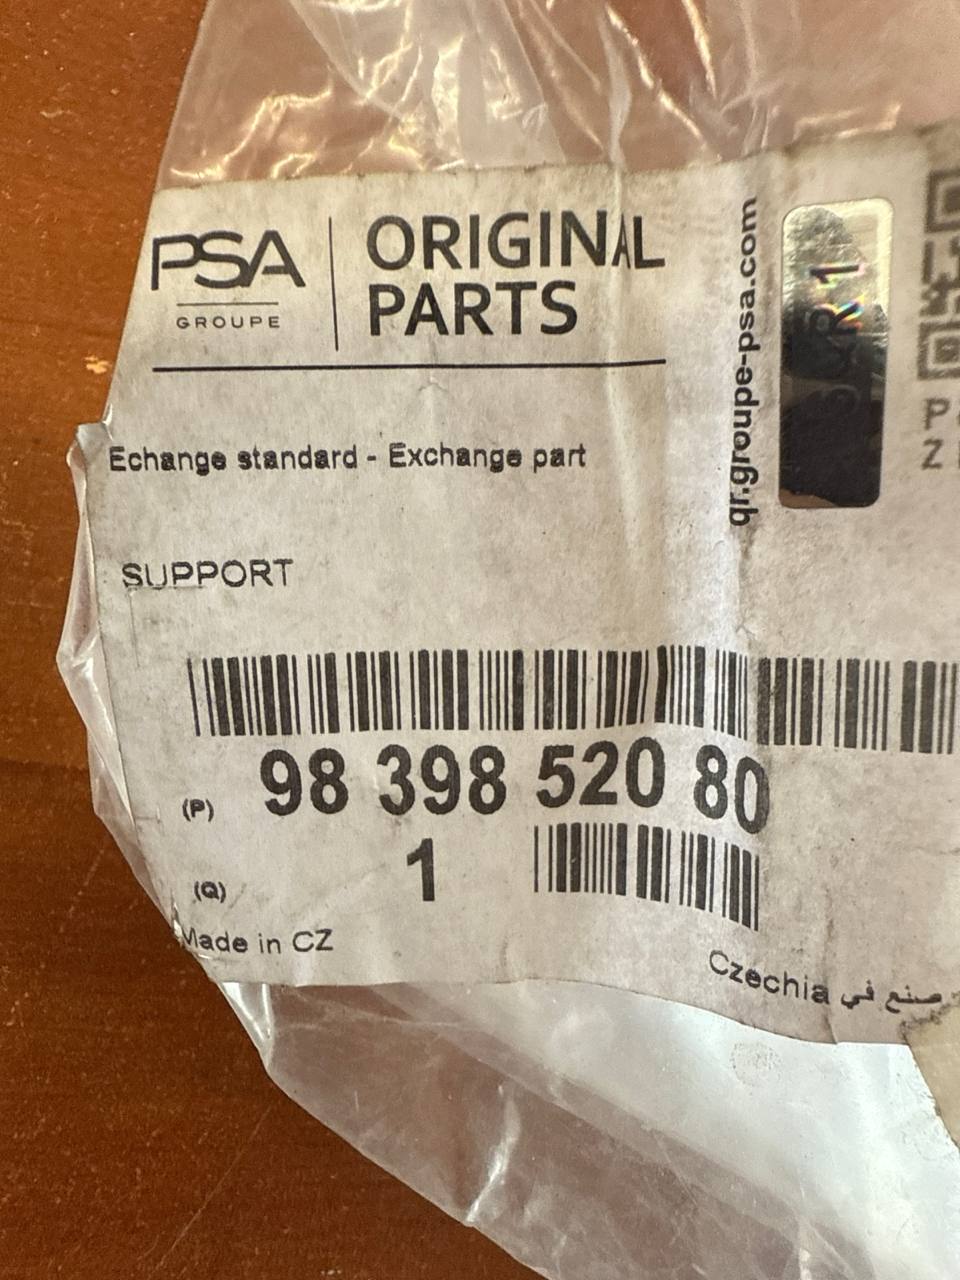 PSA
GROUPE
ORIGINAL
PARTS
qr.groupe-psa.com
Echange standard - Exchange part
SUPPORT
(P) 98 398 520 80
(Q) 1
Made in CZ
صنع في Czechia